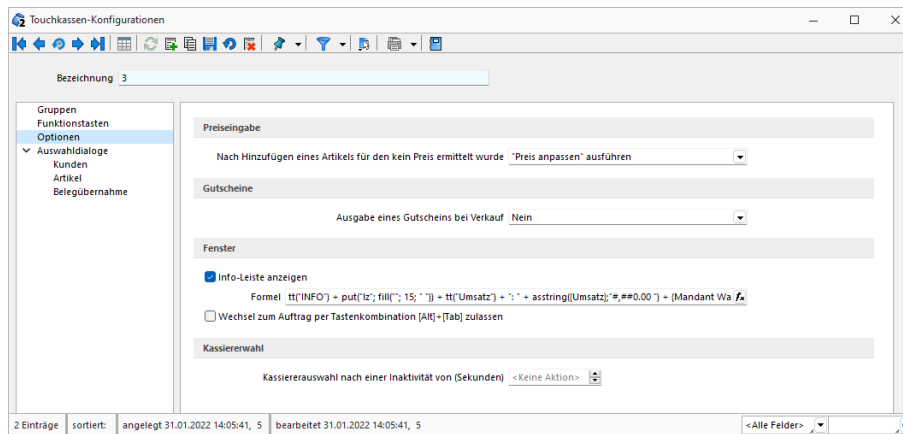 Touchkassen-Konfigurationen
Bezeichnung 3
Gruppen
Funktionstasten
Optionen
Auswahldialoge
Kunden
Artikel
Belegübernahme
Preiseingabe
Nach Hinzufügen eines Artikels für den kein Preis ermittelt wurde "Preis anpassen" ausführen
Gutscheine
Ausgabe eines Gutscheins bei Verkauf Nein
Fenster
Info-Leiste anzeigen
Formel tt("INFO") + put("lz"; fill(""; 15; " ")) + tt("Umsatz") + ": " + asstring({Umsatz};"#,##0.00 ") + {Mandant Wa fx
Wechsel zum Auftrag per Tastenkombination [Alt]+[Tab] zulassen
Kassiererwahl
Kassiererauswahl nach einer Inaktivität von (Sekunden) <Keine Aktion>
2 Einträge sortiert: angelegt 31.01.2022 14:05:41, 5 bearbeitet 31.01.2022 14:05:41, 5 <Alle Felder>